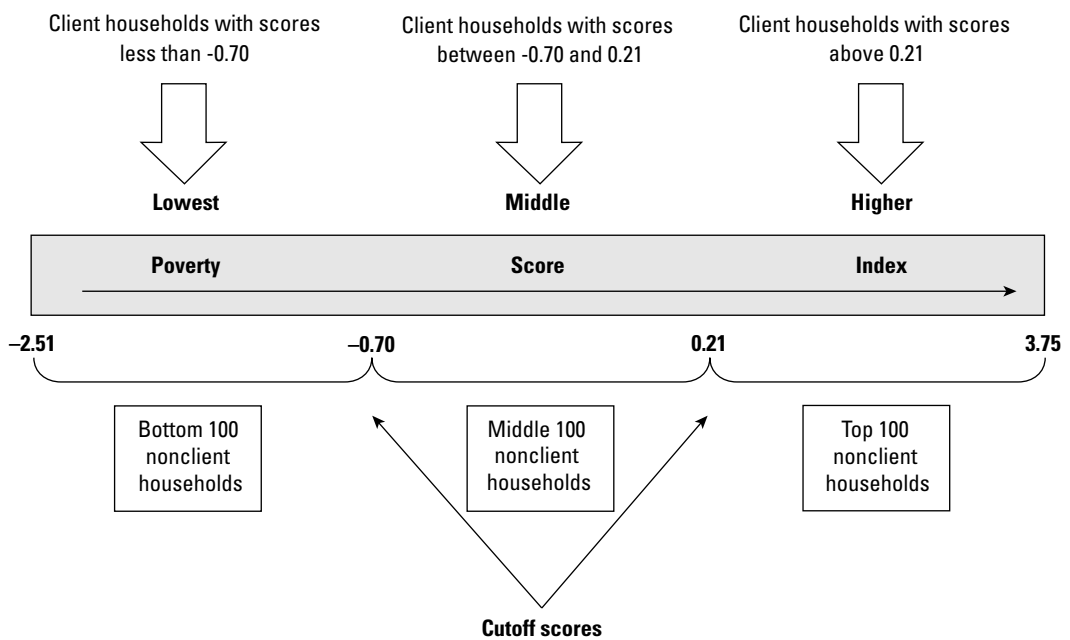 Client households with scores
less than -0.70
Client households with scores
between -0.70 and 0.21
Client households with scores
above 0.21
Lowest
Middle
Higher
Poverty
Score
Index
–2.51
–0.70
0.21
3.75
Bottom 100
nonclient
households
Middle 100
nonclient
households
Top 100
nonclient
households
Cutoff scores